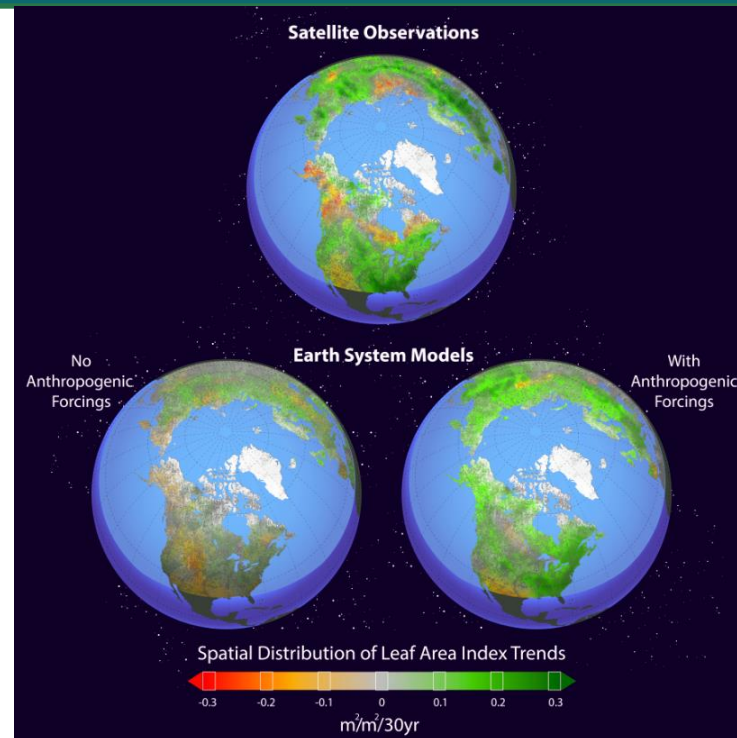 Satellite Observations
Earth System Models
No
Anthropogenic
Forcings
With
Anthropogenic
Forcings
Spatial Distribution of Leaf Area Index Trends
-0.3 -0.2 -0.1 0 0.1 0.2 0.3
m²/m²/30yr